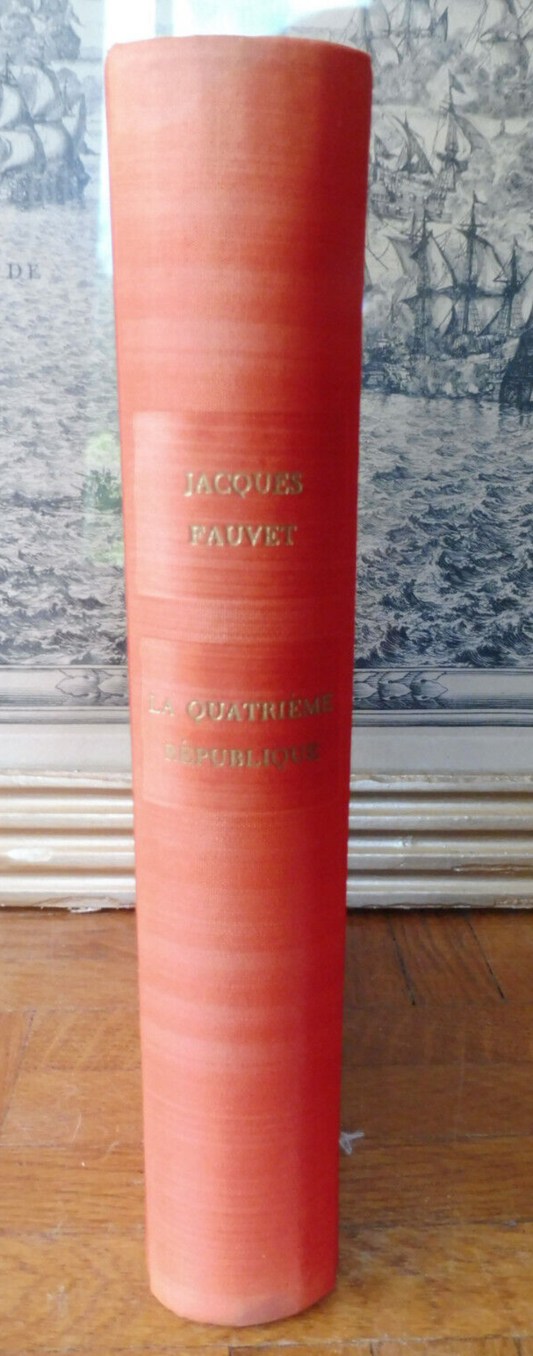 DE
JACQUES
FAUVET
LA QUATRIÈME
RÉPUBLIQUE